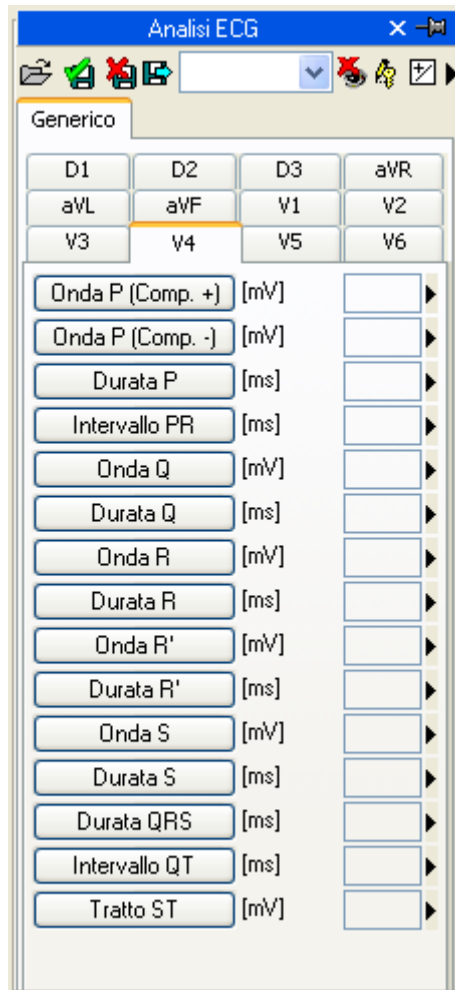 Analisi ECG
Generico
D1 D2 D3 aVR
aVL aVF V1 V2
V3 V4 V5 V6
Onda P (Comp. +) [mV]
Onda P (Comp. -) [mV]
Durata P [ms]
Intervallo PR [ms]
Onda Q [mV]
Durata Q [ms]
Onda R [mV]
Durata R [ms]
Onda R' [mV]
Durata R' [ms]
Onda S [mV]
Durata S [ms]
Durata QRS [ms]
Intervallo QT [ms]
Tratto ST [mV]